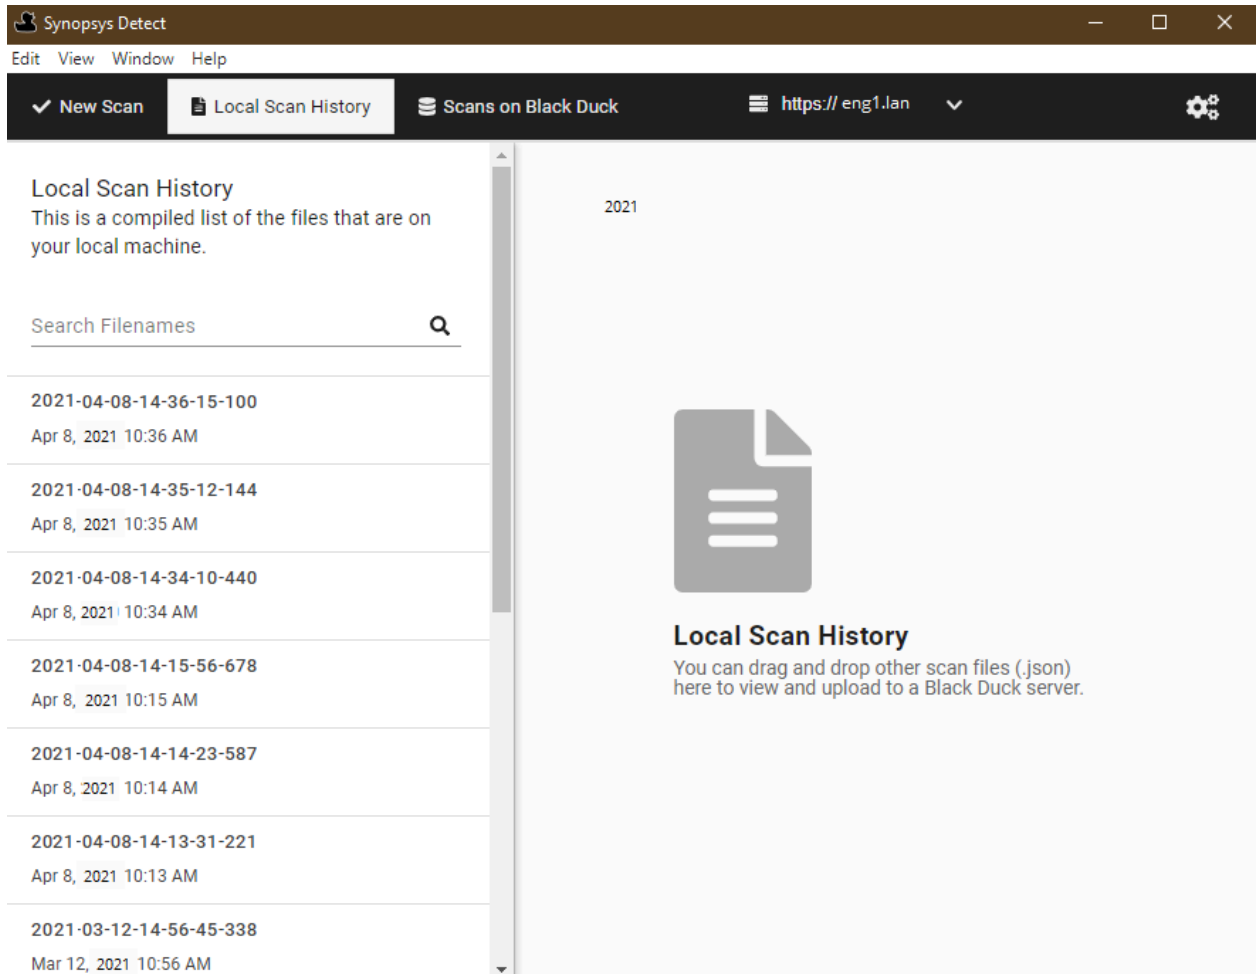 Synopsys Detect
Edit View Window Help
New Scan Local Scan History Scans on Black Duck https:// eng1.lan
Local Scan History
This is a compiled list of the files that are on
your local machine.
Search Filenames
2021-04-08-14-36-15-100
Apr 8, 2021 10:36 AM
2021-04-08-14-35-12-144
Apr 8, 2021 10:35 AM
2021-04-08-14-34-10-440
Apr 8, 2021 10:34 AM
2021-04-08-14-15-56-678
Apr 8, 2021 10:15 AM
2021-04-08-14-14-23-587
Apr 8, 2021 10:14 AM
2021-04-08-14-13-31-221
Apr 8, 2021 10:13 AM
2021-03-12-14-56-45-338
Mar 12, 2021 10:56 AM
2021
Local Scan History
You can drag and drop other scan files (.json)
here to view and upload to a Black Duck server.